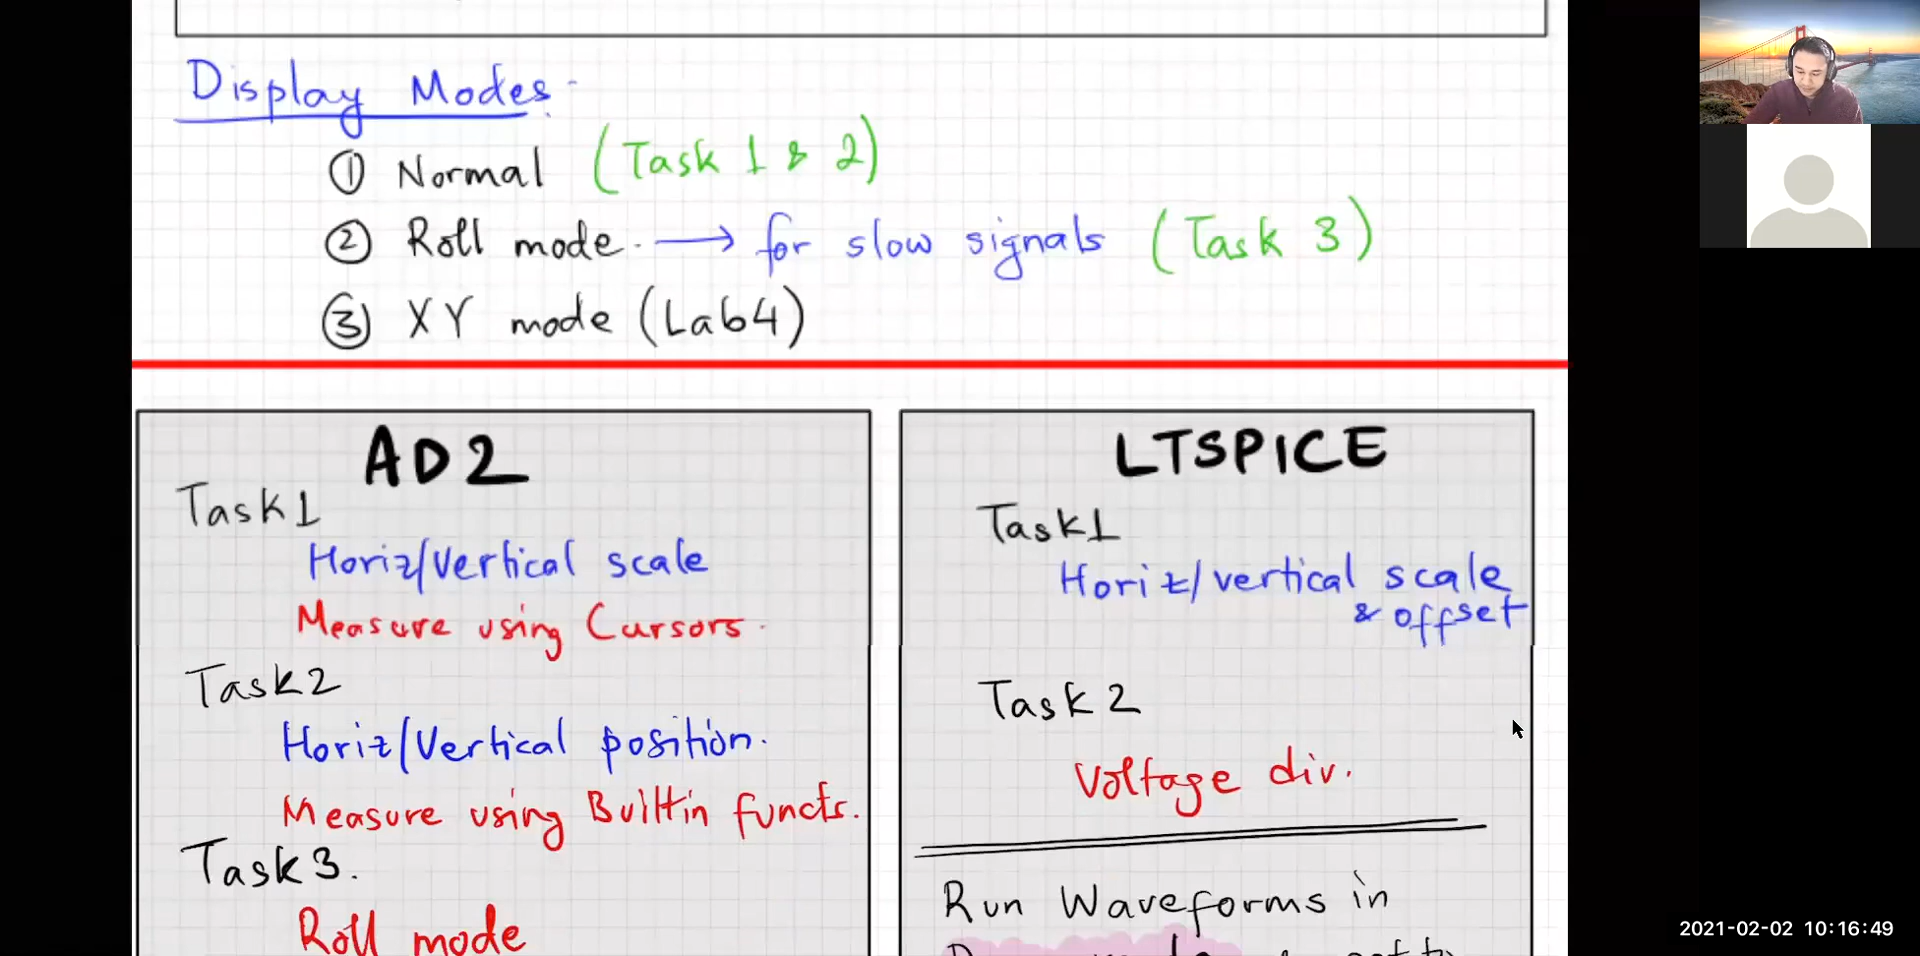 Display Modes.
① Normal (Task 1 & 2)
② Roll mode. → for slow signals (Task 3)
③ XY mode (Lab4)
AD2
Task1
Horiz/Vertical scale
Measure using Cursors.
Task2
Horiz/Vertical position.
Measure using Builtin functs.
Task3.
Roll mode
LTSPICE
Task1
Horiz/vertical scale
& offset
Task2
Voltage div.
Run Waveforms in
2021-02-02 10:16:49